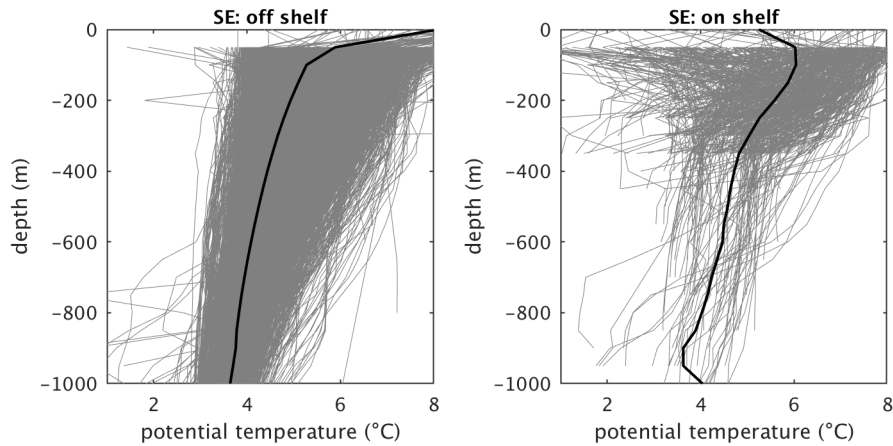 SE: off shelf
0
−200
−400
−600
−800
−1000
depth (m)
2 4 6 8
potential temperature (°C)
SE: on shelf
0
−200
−400
−600
−800
−1000
depth (m)
2 4 6 8
potential temperature (°C)